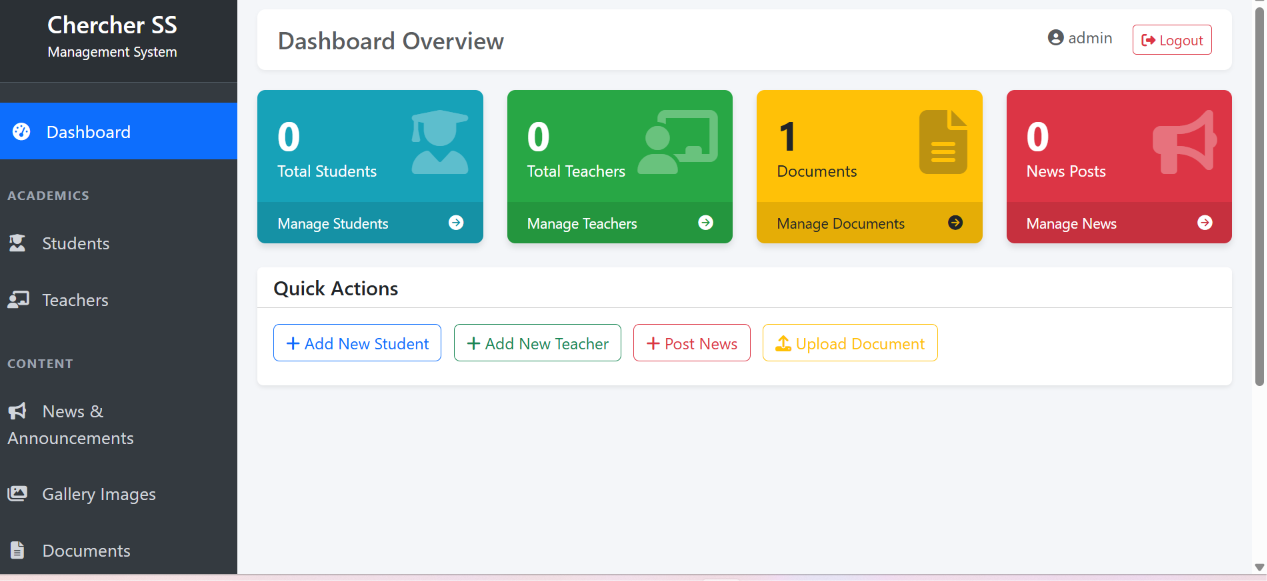 Chercher SS
Management System
Dashboard
ACADEMICS
Students
Teachers
CONTENT
News &
Announcements
Gallery Images
Documents
Dashboard Overview
admin
Logout
0
Total Students
Manage Students
0
Total Teachers
Manage Teachers
1
Documents
Manage Documents
0
News Posts
Manage News
Quick Actions
+ Add New Student
+ Add New Teacher
+ Post News
Upload Document